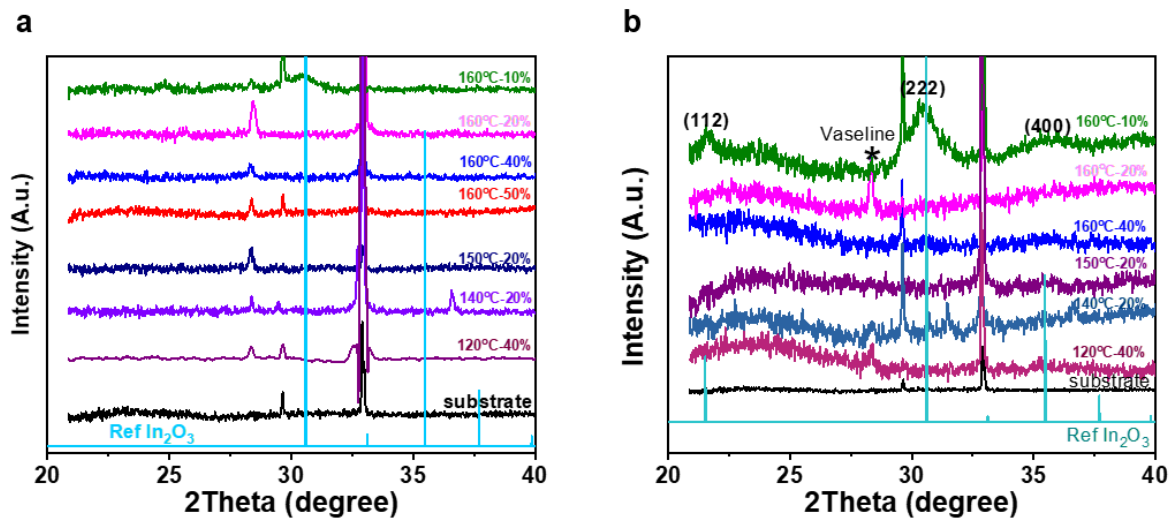 a
160°C-10%
160°C-20%
160°C-40%
160°C-50%
150°C-20%
140°C-20%
120°C-40%
substrate
Ref In₂O₃
Intensity (A.u.)
20 25 30 35 40
2Theta (degree)
b
(112)
Vaseline
*
(222)
(400)
160°C-10%
160°C-20%
160°C-40%
150°C-20%
140°C-20%
120°C-40%
substrate
Ref In₂O₃
Intensity (A.u.)
20 25 30 35 40
2Theta (degree)